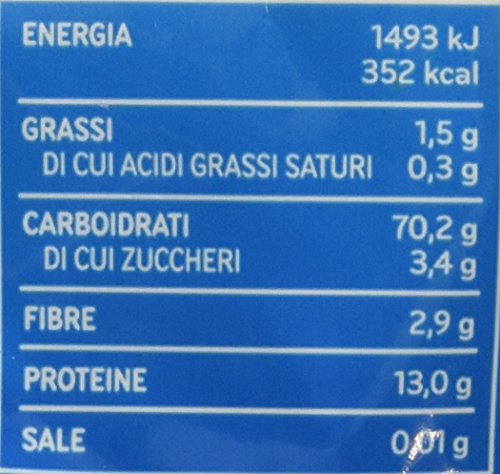 ENERGIA 1493 kJ
352 kcal
GRASSI 1,5 g
DI CUI ACIDI GRASSI SATURI 0,3 g
CARBOIDRATI 70,2 g
DI CUI ZUCCHERI 3,4 g
FIBRE 2,9 g
PROTEINE 13,0 g
SALE 0,01 g